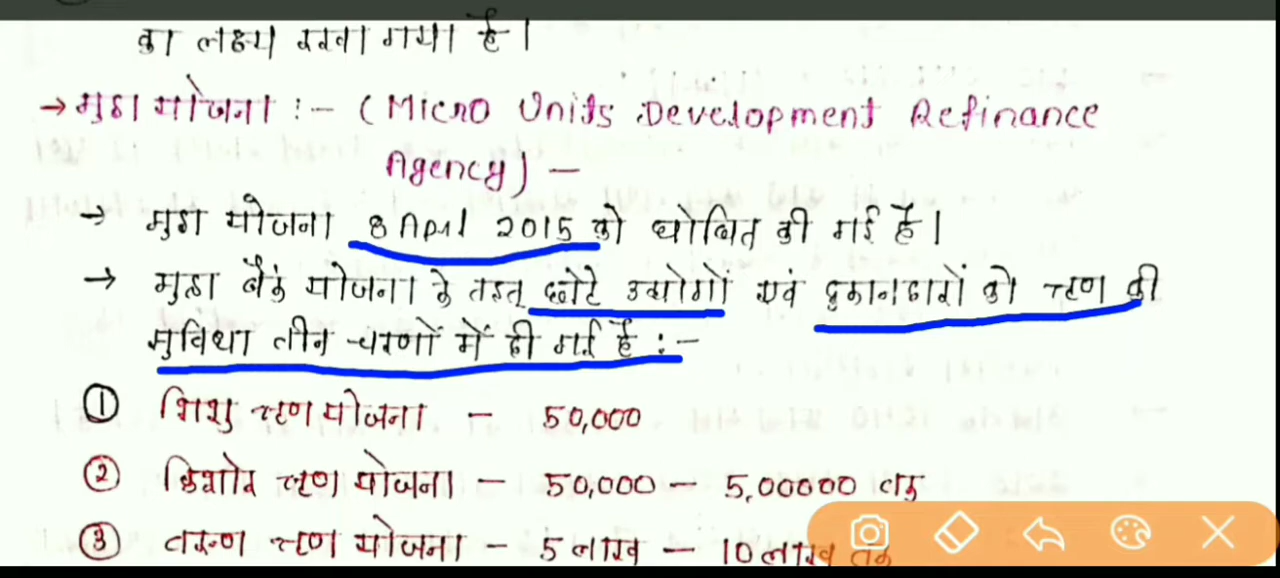 का लक्ष्य रखा गया है।
→ मुद्रा योजना :- (Micro Units Development Refinance
Agency) -
→ मुद्रा योजना 8 April 2015 को घोषित की गई है।
→ मुद्रा बैंक योजना के तहत् छोटे उद्योगों एवं दुकानदारों को ऋण की
सुविधा तीन चरणों में दी गई है :-
① शिशु ऋण योजना - 50,000
② किशोर ऋण योजना - 50,000 - 5,00000 तक
③ तरुण ऋण योजना - 5 लाख - 10 लाख तक